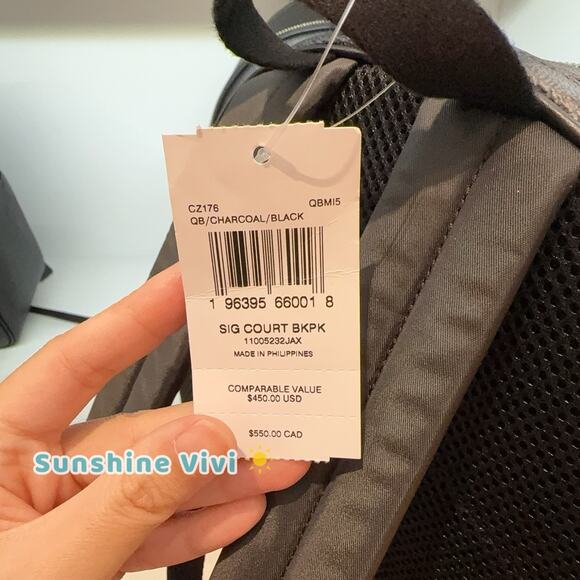 CZ176 QBMI5
QB/CHARCOAL/BLACK
1 96395 66001 8
SIG COURT BKPK
11005232JAX
MADE IN PHILIPPINES
COMPARABLE VALUE
$450.00 USD
$550.00 CAD
Sunshine Vivi